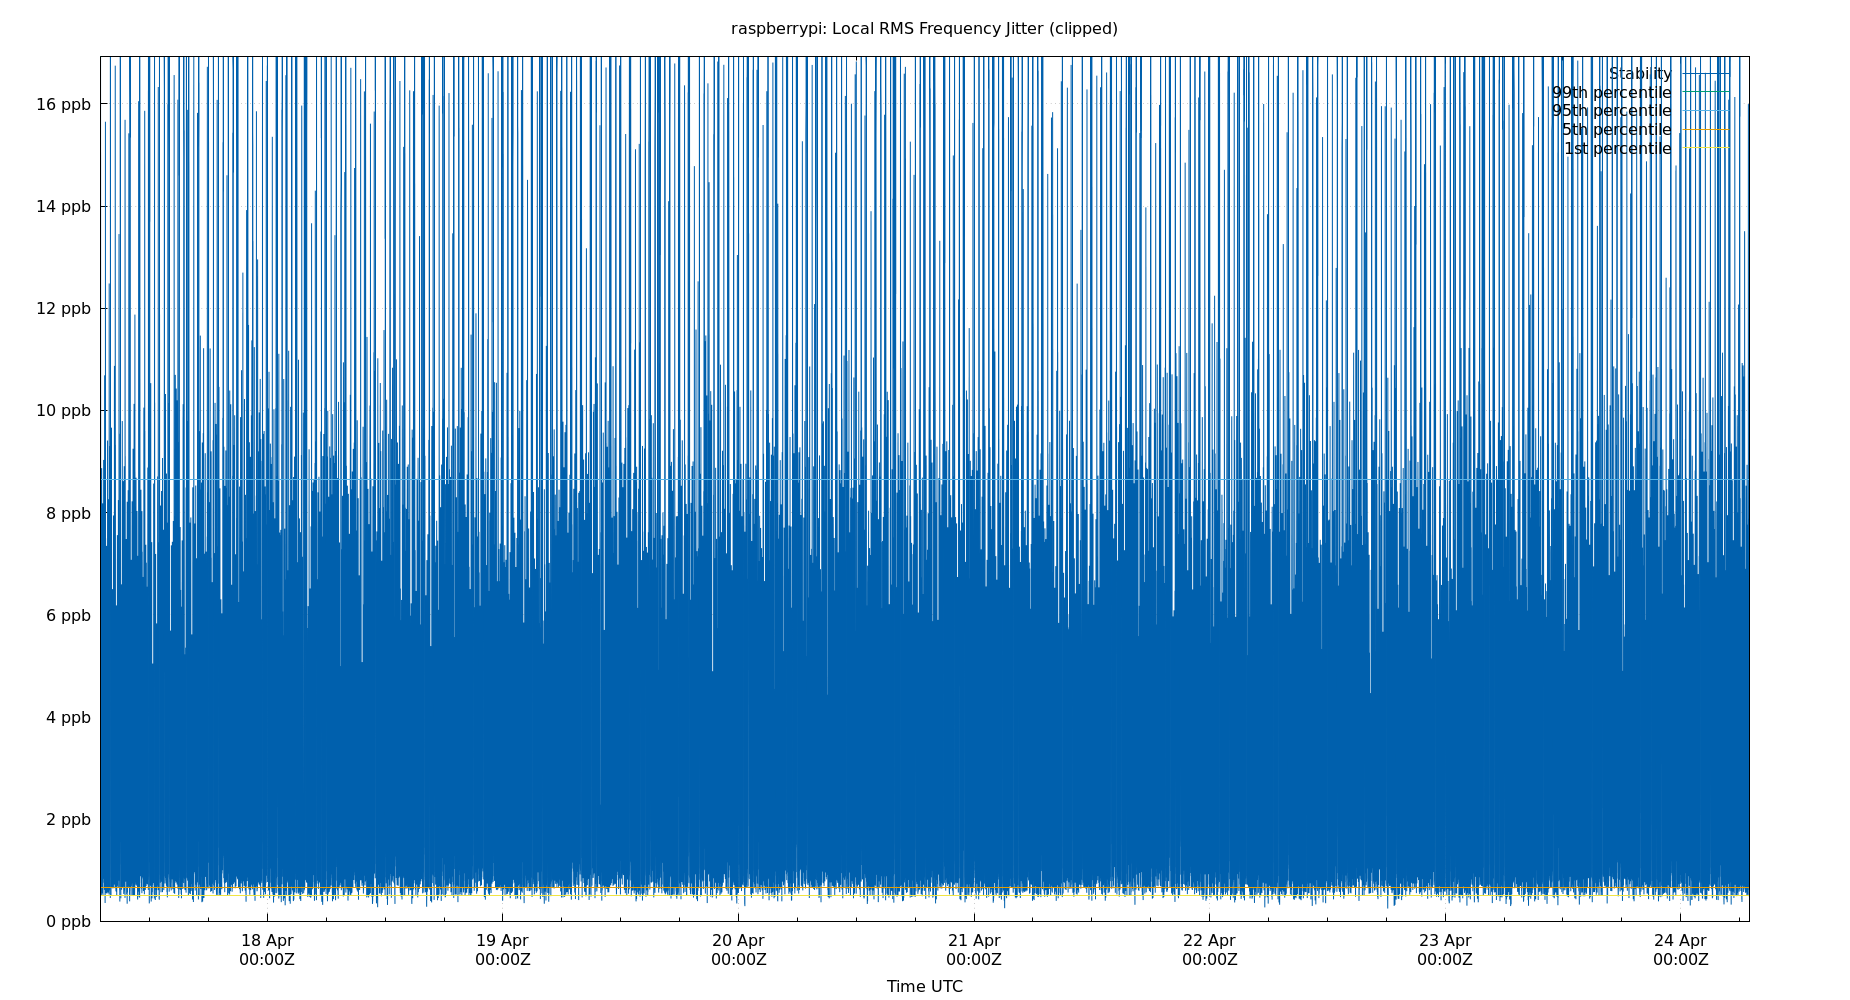 raspberrypi: Local RMS Frequency Jitter (clipped)
Stability
99th percentile
95th percentile
5th percentile
1st percentile
16 ppb
14 ppb
12 ppb
10 ppb
8 ppb
6 ppb
4 ppb
2 ppb
0 ppb
18 Apr 19 Apr 20 Apr 21 Apr 22 Apr 23 Apr 24 Apr
00:00Z 00:00Z 00:00Z 00:00Z 00:00Z 00:00Z 00:00Z
Time UTC